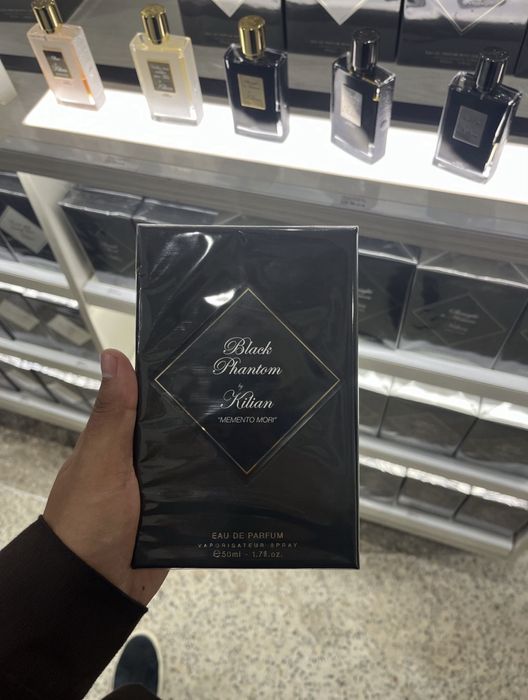 Black
Phantom
by
Kilian
"MEMENTO MORI"
EAU DE PARFUM
VAPORISATEUR SPRAY
℮50ml - 1.7fl.oz.